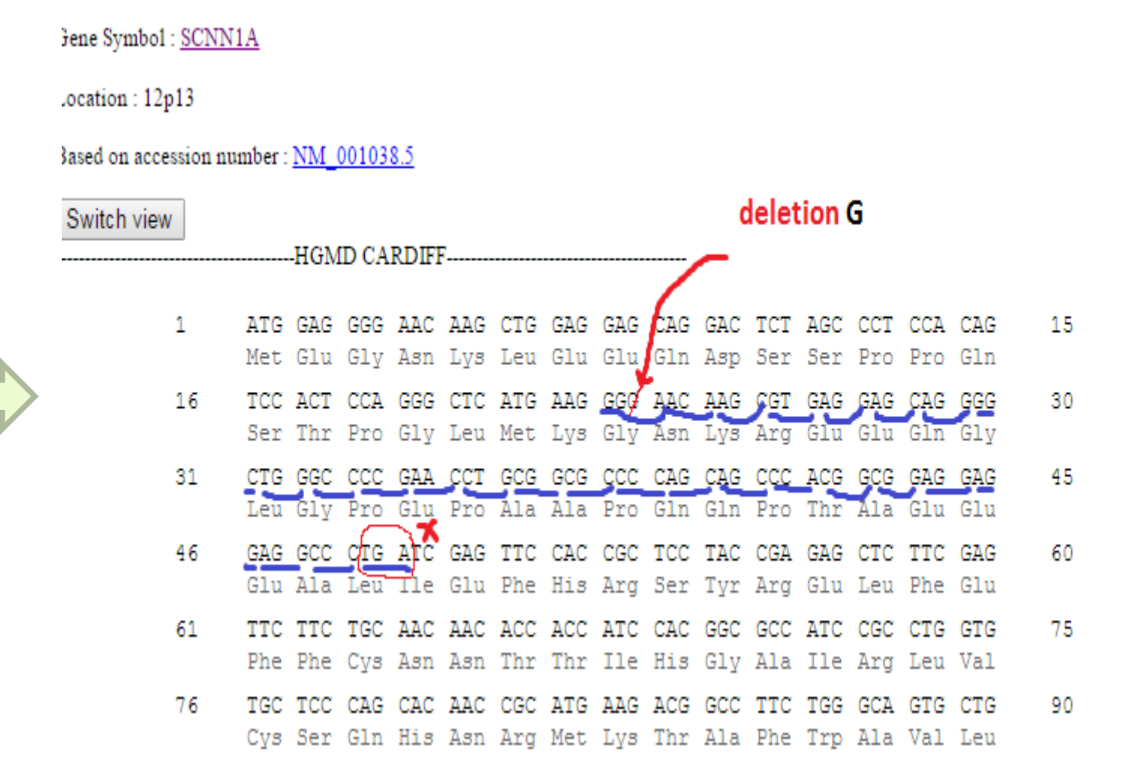 Gene Symbol : SCNN1A
Location : 12p13
Based on accession number : NM_001038.5
Switch view
deletion G
----------------------------------------HGMD CARDIFF-----------------------------------------
1 ATG GAG GGG AAC AAG CTG GAG GAG CAG GAC TCT AGC CCT CCA CAG 15
Met Glu Gly Asn Lys Leu Glu Glu Gln Asp Ser Ser Pro Pro Gln
16 TCC ACT CCA GGG CTC ATG AAG GGG AAC AAG CGT GAG GAG CAG GGG 30
Ser Thr Pro Gly Leu Met Lys Gly Asn Lys Arg Glu Glu Gln Gly
31 CTG GGC CCC GAA CCT GCG GCG CCC CAG CAG CCC ACG GCG GAG GAG 45
Leu Gly Pro Glu Pro Ala Ala Pro Gln Gln Pro Thr Ala Glu Glu
x
46 GAG GCC CTG ATC GAG TTC CAC CGC TCC TAC CGA GAG CTC TTC GAG 60
Glu Ala Leu Ile Glu Phe His Arg Ser Tyr Arg Glu Leu Phe Glu
61 TTC TTC TGC AAC AAC ACC ACC ATC CAC GGC GCC ATC CGC CTG GTG 75
Phe Phe Cys Asn Asn Thr Thr Ile His Gly Ala Ile Arg Leu Val
76 TGC TCC CAG CAC AAC CGC ATG AAG ACG GCC TTC TGG GCA GTG CTG 90
Cys Ser Gln His Asn Arg Met Lys Thr Ala Phe Trp Ala Val Leu